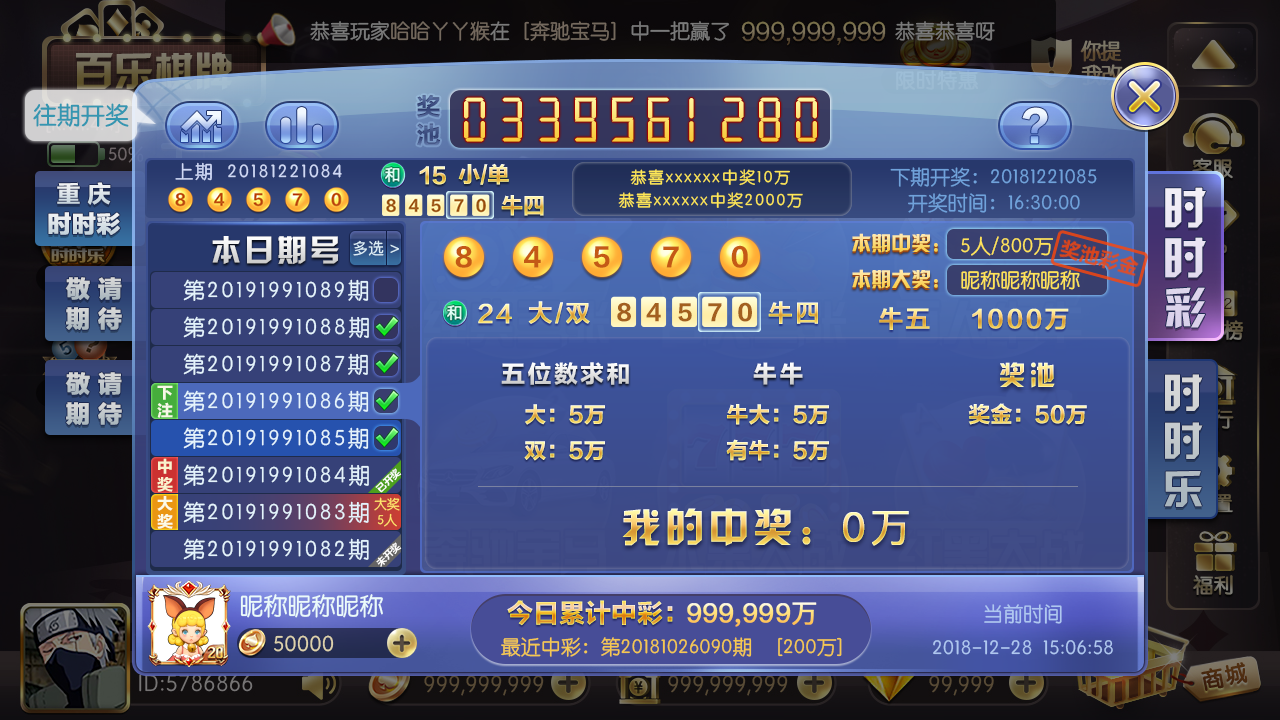 恭喜玩家哈哈丫丫猴在 [奔驰宝马] 中一把赢了 999,999,999 恭喜恭喜呀
百乐棋牌
限时特惠
你提
我改
往期开奖
奖池
0339561280
?
50%
客服
上期 20181221084
8 4 5 7 0
和 15 小/单
8 4 5 7 0 牛四
恭喜xxxxxx中奖10万
恭喜xxxxxx中奖2000万
下期开奖：20181221085
开奖时间：16:30:00
重庆
时时彩
时时乐
敬请
期待
敬请
期待
本日期号
多选 >
第20191991089期
第20191991088期
第20191991087期
下注 第20191991086期
第20191991085期
中奖 第20191991084期 已开奖
大奖 第20191991083期 大奖5人
第20191991082期 未开奖
8 4 5 7 0
本期中奖： 5人/800万
奖池彩金
本期大奖： 昵称昵称昵称
和 24 大/双 8 4 5 7 0 牛四
牛五 1000万
五位数求和 牛牛 奖池
大：5万 牛大：5万 奖金：50万
双：5万 有牛：5万
我的中奖：0万
时时彩
时时乐
榜
行
置
福利
昵称昵称昵称
20
50000
今日累计中彩：999,999万
最近中彩：第20181026090期 [200万]
当前时间
2018-12-28 15:06:58
ID:5786866
999,999,999
999,999,999
99,999
商城